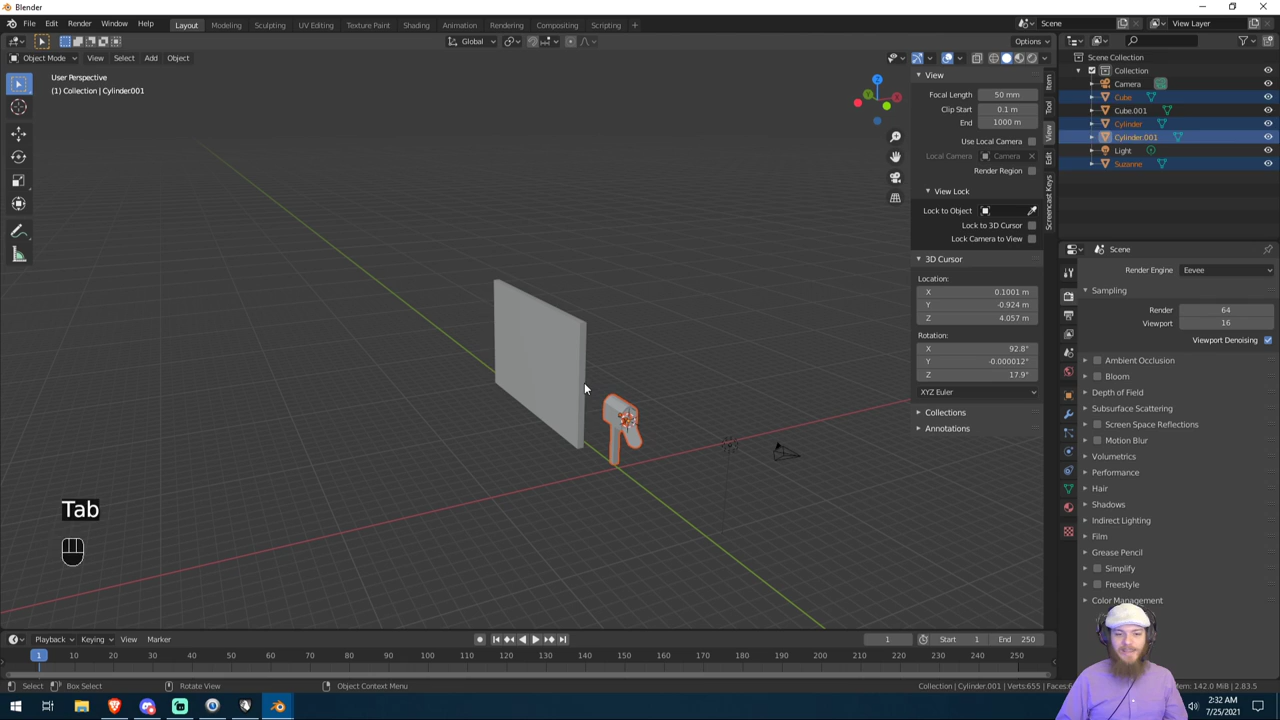 Blender
File Edit Render Window Help Layout Modeling Sculpting UV Editing Texture Paint Shading Animation Rendering Compositing Scripting Scene View Layer
Global Options
Object Mode View Select Add Object
User Perspective
(1) Collection | Cylinder.001
View
Focal Length 50 mm
Clip Start 0.1 m
End 1000 m
Use Local Camera
Local Camera Camera
Render Region
View Lock
Lock to Object
Lock to 3D Cursor
Lock Camera to View
3D Cursor
Location:
X 0.1001 m
Y -0.924 m
Z 4.057 m
Rotation:
X 92.8°
Y -0.000012°
Z 17.9°
XYZ Euler
Collections
Annotations
Item
Tool
View
Edit
Screencast Keys
Scene Collection
Collection
Camera
Cube
Cube.001
Cylinder
Cylinder.001
Light
Suzanne
Scene
Render Engine Eevee
Sampling
Render 64
Viewport 16
Viewport Denoising
Ambient Occlusion
Bloom
Depth of Field
Subsurface Scattering
Screen Space Reflections
Motion Blur
Volumetrics
Performance
Hair
Shadows
Indirect Lighting
Film
Grease Pencil
Simplify
Freestyle
Color Management
Tab
Playback Keying View Marker 1 Start 1 End 250
1 10 20 30 40 50 60 70 80 90 100 110 120 130 140 150 160 170 180 190 200 210 220 230 240 250
Select Box Select Rotate View Object Context Menu Collection | Cylinder.001 | Verts:655 | Mem: 142.0 MiB | 2.83.5
2:32 AM
7/25/2021